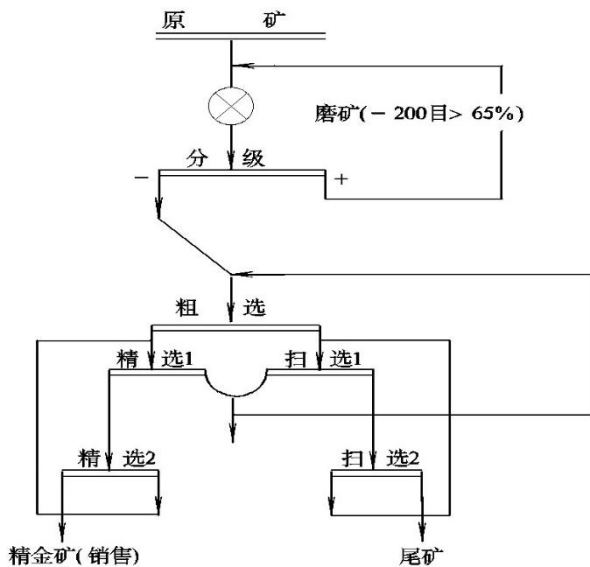 原 矿
磨矿(－200目＞65%)
分 级
－ +
粗 选
精 选1 扫 选1
精 选2 扫 选2
精金矿(销售) 尾矿